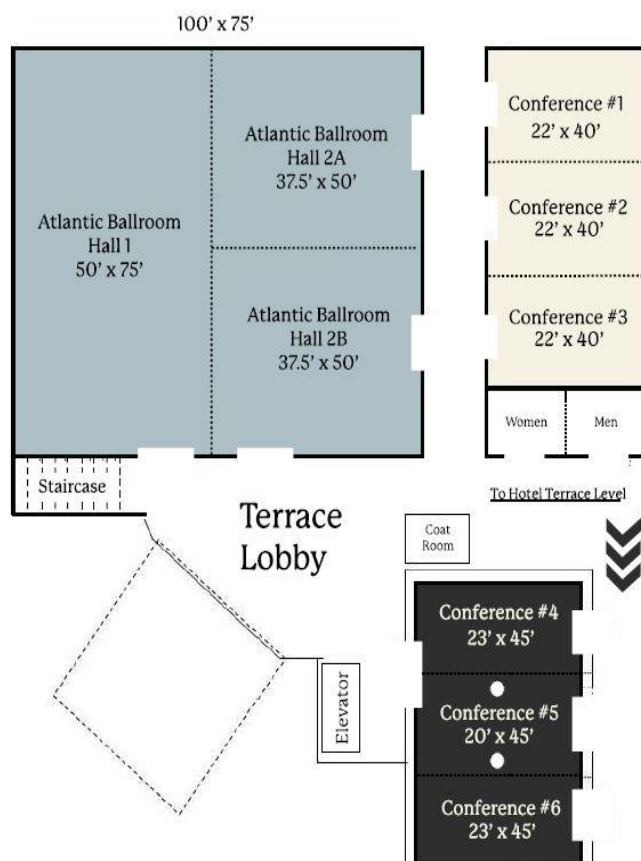 100' x 75'
Atlantic Ballroom
Hall 1
50' x 75'
Atlantic Ballroom
Hall 2A
37.5' x 50'
Atlantic Ballroom
Hall 2B
37.5' x 50'
Conference #1
22' x 40'
Conference #2
22' x 40'
Conference #3
22' x 40'
Women
Men
Staircase
To Hotel Terrace Level
Terrace
Lobby
Coat
Room
Elevator
Conference #4
23' x 45'
Conference #5
20' x 45'
Conference #6
23' x 45'